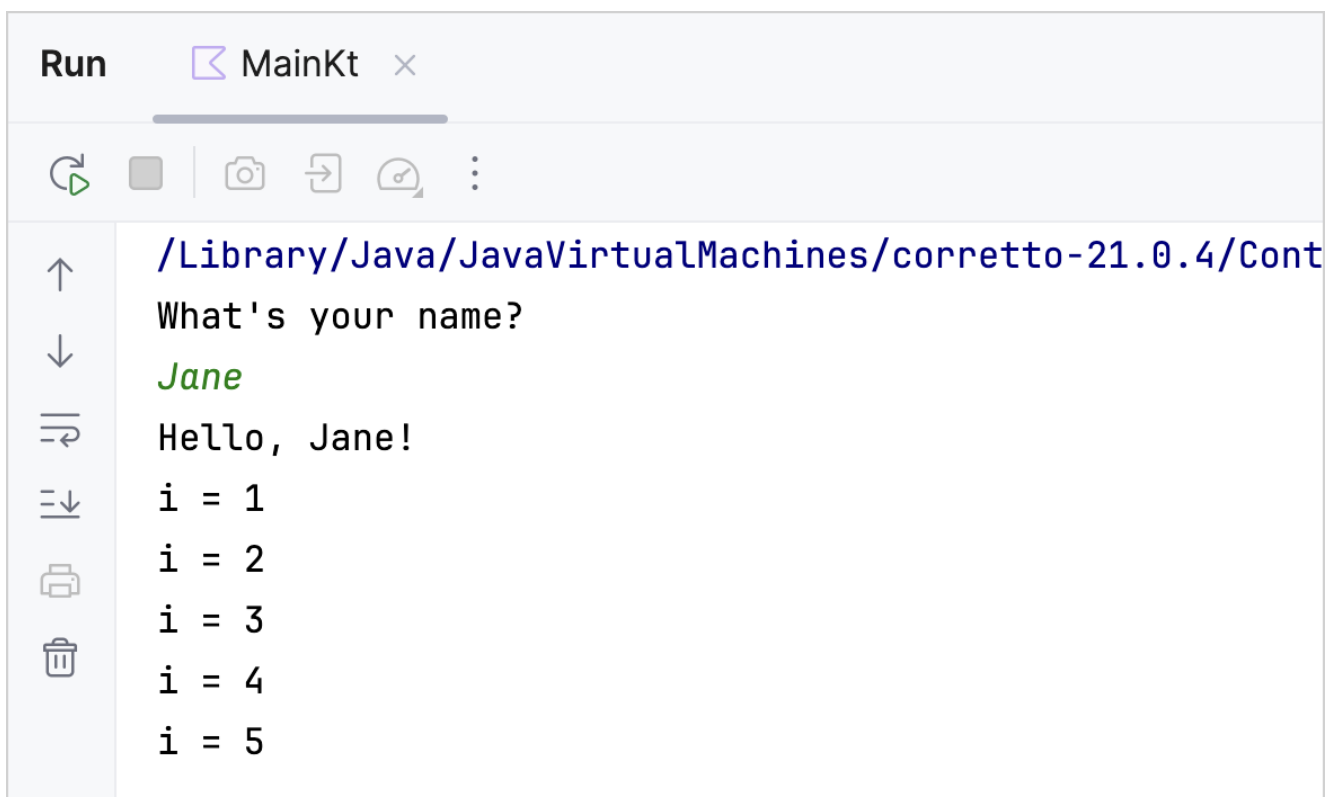 Run MainKt
/Library/Java/JavaVirtualMachines/corretto-21.0.4/Cont
What's your name?
Jane
Hello, Jane!
i = 1
i = 2
i = 3
i = 4
i = 5